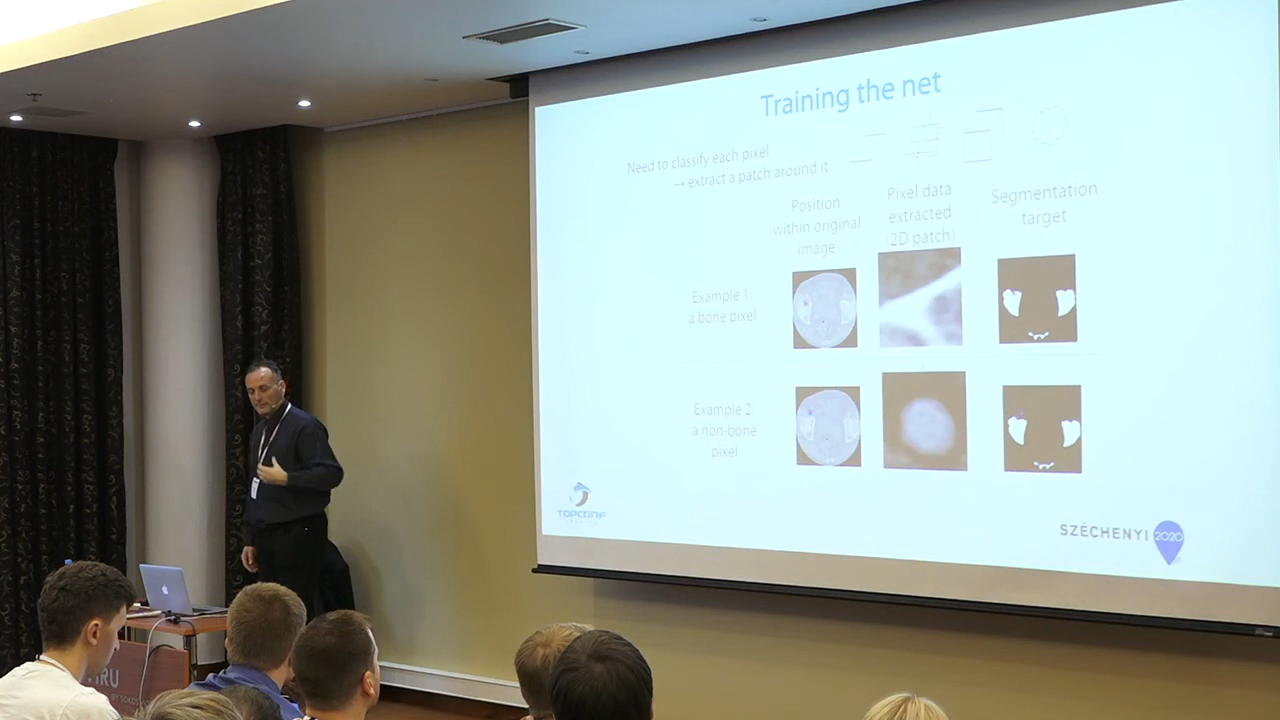 Training the net
Need to classify each pixel
→ extract a patch around it
Position
within original
image
Pixel data
extracted
(2D patch)
Segmentation
target
Example 1:
a bone pixel
Example 2:
a non-bone
pixel
TOPCONF
SZÉCHENYI 2020
VIRU